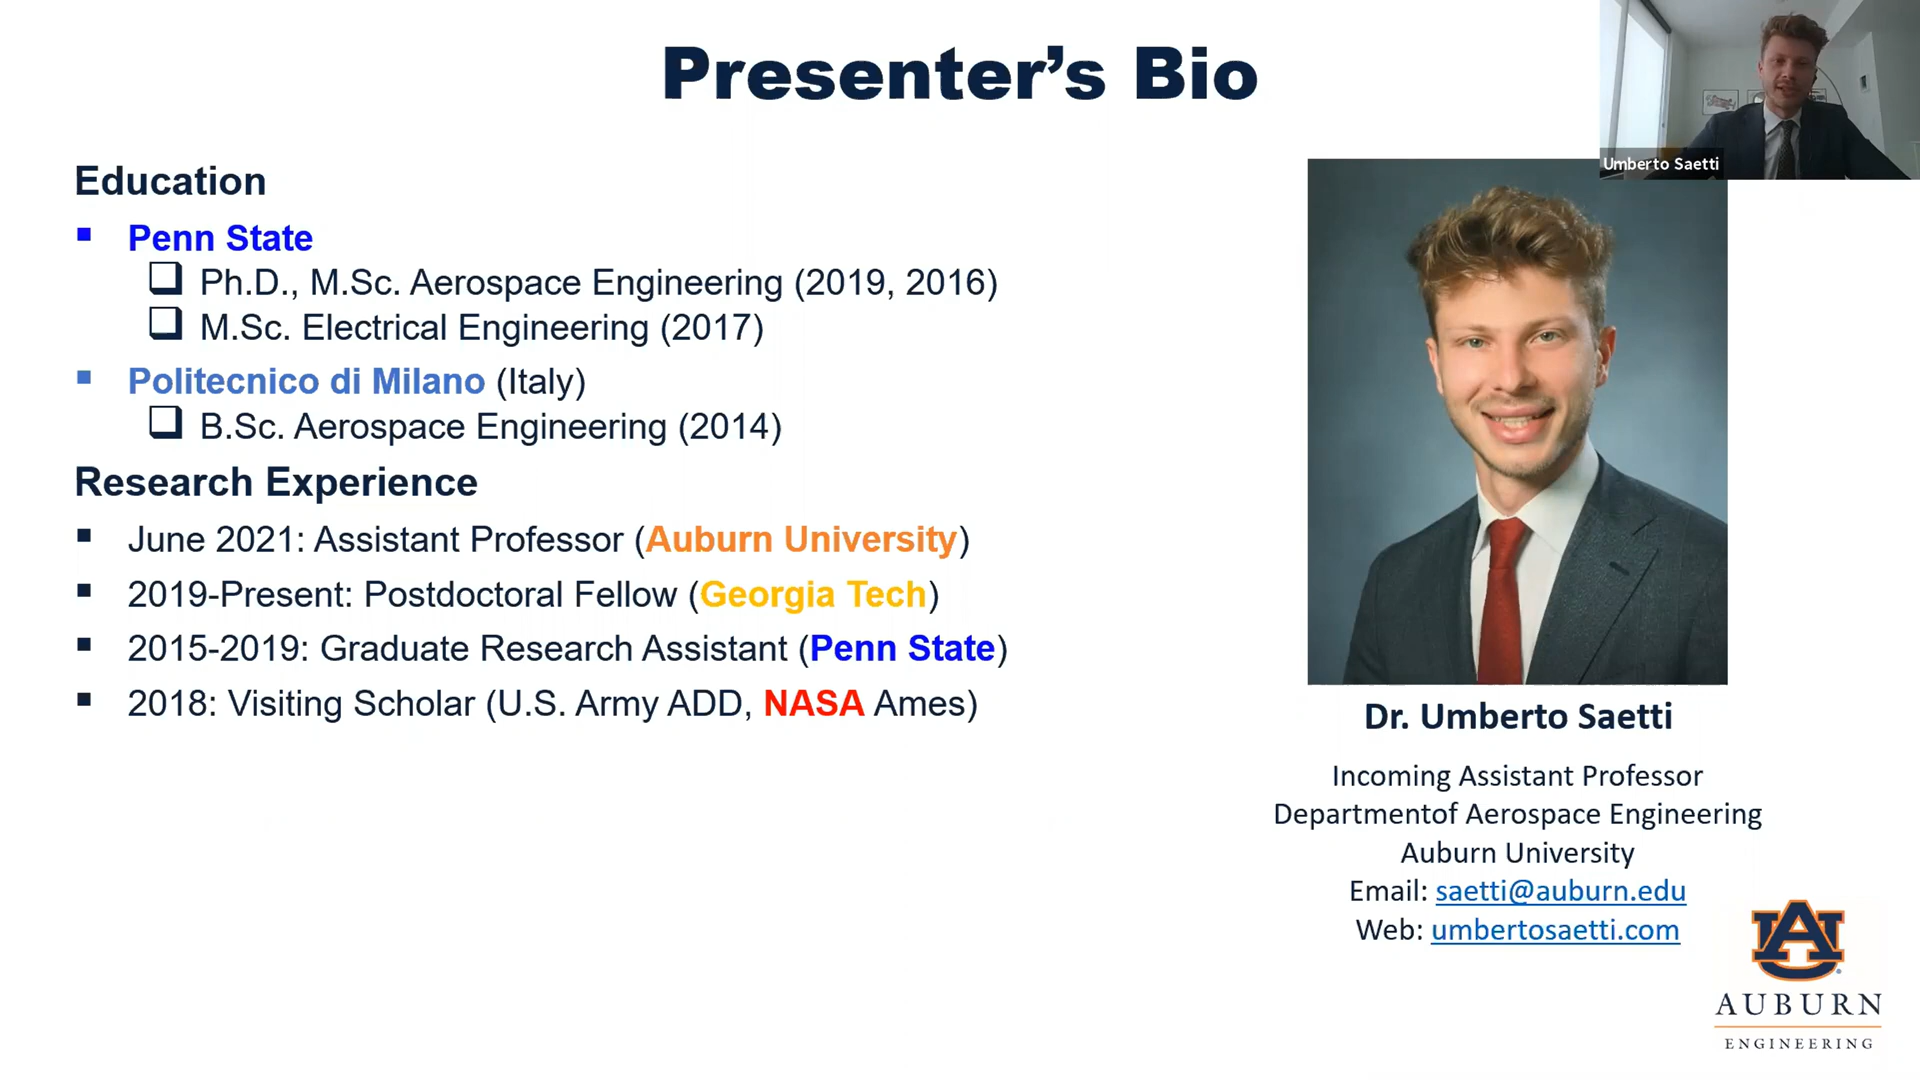 Presenter’s Bio
Umberto Saetti
Education
Penn State
Ph.D., M.Sc. Aerospace Engineering (2019, 2016)
M.Sc. Electrical Engineering (2017)
Politecnico di Milano (Italy)
B.Sc. Aerospace Engineering (2014)
Research Experience
June 2021: Assistant Professor (Auburn University)
2019-Present: Postdoctoral Fellow (Georgia Tech)
2015-2019: Graduate Research Assistant (Penn State)
2018: Visiting Scholar (U.S. Army ADD, NASA Ames)
Dr. Umberto Saetti
Incoming Assistant Professor
Departmentof Aerospace Engineering
Auburn University
Email: saetti@auburn.edu
Web: umbertosaetti.com
AU
AUBURN
ENGINEERING